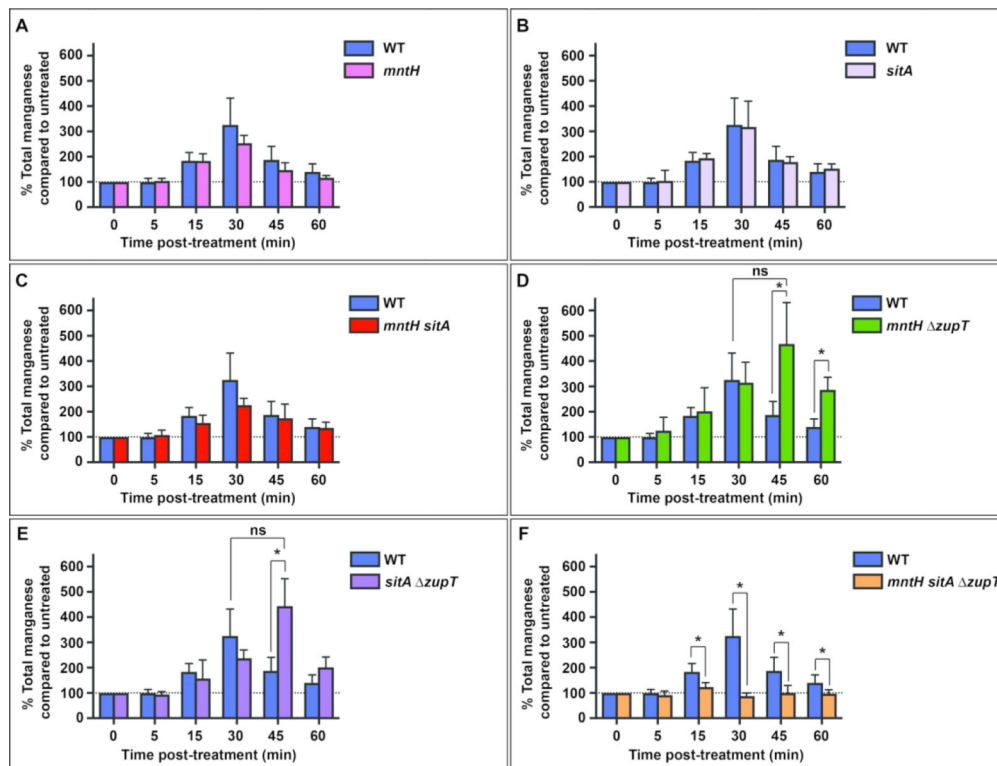 A
% Total manganese
compared to untreated
600
500
400
300
200
100
0
WT
mntH
0 5 15 30 45 60
Time post-treatment (min)
B
% Total manganese
compared to untreated
600
500
400
300
200
100
0
WT
sitA
0 5 15 30 45 60
Time post-treatment (min)
C
% Total manganese
compared to untreated
600
500
400
300
200
100
0
WT
mntH sitA
0 5 15 30 45 60
Time post-treatment (min)
D
% Total manganese
compared to untreated
600
500
400
300
200
100
0
ns
*
*
WT
mntH ΔzupT
0 5 15 30 45 60
Time post-treatment (min)
E
% Total manganese
compared to untreated
600
500
400
300
200
100
0
ns
*
WT
sitA ΔzupT
0 5 15 30 45 60
Time post-treatment (min)
F
% Total manganese
compared to untreated
600
500
400
300
200
100
0
*
*
*
*
WT
mntH sitA ΔzupT
0 5 15 30 45 60
Time post-treatment (min)